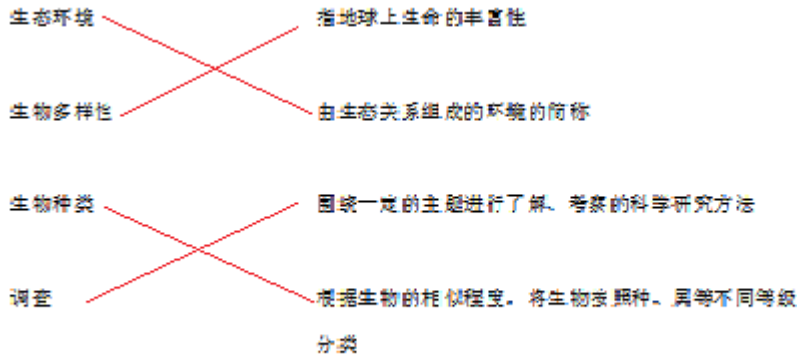 生态环境 指地球上生命的丰富性
生物多样性 由生态关系组成的环境的简称
生物种类 围绕一定的主题进行了解、考察的科学研究方法
调查 根据生物的相似程度,将生物按照种、属等不同等级
分类